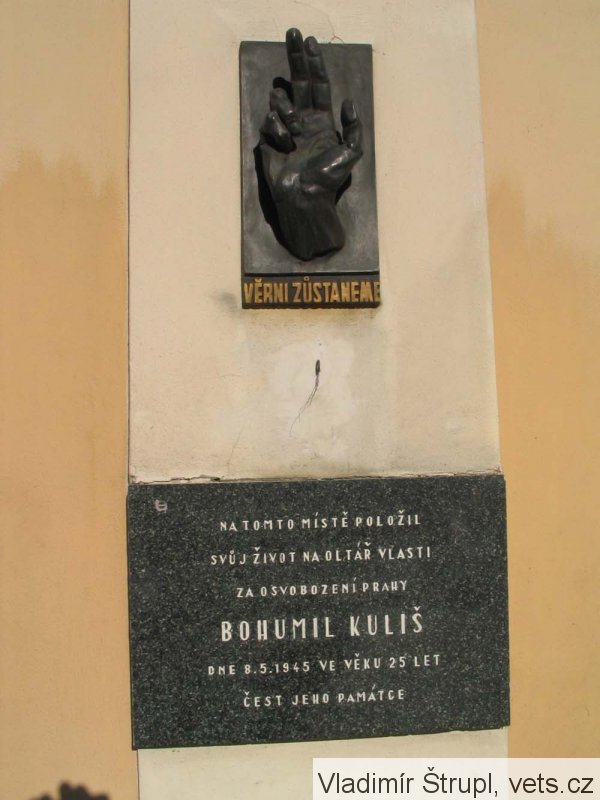 VĚRNI ZŮSTANEME
NA TOMTO MÍSTĚ POLOŽIL
SVŮJ ŽIVOT NA OLTÁŘ VLASTI
ZA OSVOBOZENÍ PRAHY
BOHUMIL KULIŠ
DNE 8.5.1945 VE VĚKU 25 LET
ČEST JEHO PAMÁTCE
Vladimír Štrupl, vets.cz